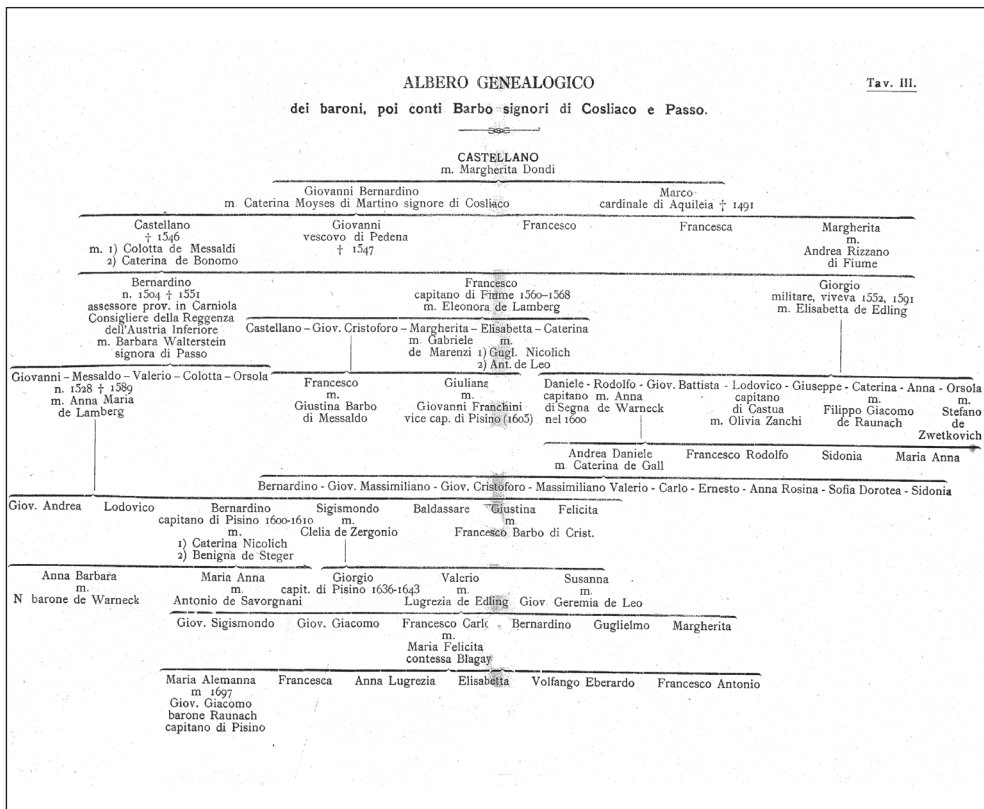 ALBERO GENEALOGICO
Tav. III.
dei baroni, poi conti Barbo signori di Cosliaco e Passo.
CASTELLANO
m. Margherita Dondi
Giovanni Bernardino
m. Caterina Moyses di Martino signore di Cosliaco
Marco
cardinale di Aquileia † 1491
Castellano
† 1546
m. 1) Colotta de Messaldi
2) Caterina de Bonomo
Giovanni
vescovo di Pedena
† 1547
Francesco
Francesca
Margherita
m.
Andrea Rizzano
di Fiume
Bernardino
n. 1504 † 1551
assessore prov. in Carniola
Consigliere della Reggenza
dell'Austria Inferiore
m. Barbara Walterstein
signora di Passo
Francesco
capitano di Fiume 1560-1568
m. Eleonora de Lamberg
Giorgio
militare, viveva 1552, 1591
m. Elisabetta de Edling
Castellano - Giov. Cristoforo - Margherita - Elisabetta - Caterina
m. Gabriele
de Marenzi
m.
1) Gugl. Nicolich
2) Ant. de Leo
Giovanni - Messaldo - Valerio - Colotta - Orsola
n. 1528 † 1589
m. Anna Maria
de Lamberg
Francesco
m.
Giustina Barbo
di Messaldo
Giuliana
m.
Giovanni Franchini
vice cap. di Pisino (1605)
Daniele - Rodolfo - Giov. Battista - Lodovico - Giuseppe - Caterina - Anna - Orsola
capitano
di Segna
nel 1600
m. Anna
de Warneck
capitano
di Castua
m. Olivia Zanchi
m.
Filippo Giacomo
de Raunach
m.
Stefano
de
Zwetkovich
Andrea Daniele
m. Caterina de Gall
Francesco Rodolfo
Sidonia
Maria Anna
Bernardino - Giov. Massimiliano - Giov. Cristoforo - Massimiliano Valerio - Carlo - Ernesto - Anna Rosina - Sofia Dorotea - Sidonia
Giov. Andrea
Lodovico
Bernardino
capitano di Pisino 1600-1610
m.
1) Caterina Nicolich
2) Benigna de Steger
Sigismondo
m.
Clelia de Zergonio
Baldassare
Giustina
m
Francesco Barbo di Crist.
Felicita
Anna Barbara
m.
N barone de Warneck
Maria Anna
m.
Antonio de Savorgnani
Giorgio
capit. di Pisino 1636-1643
Valerio
m.
Lugrezia de Edling
Susanna
m.
Giov. Geremia de Leo
Giov. Sigismondo
Giov. Giacomo
Francesco Carlo
m.
Maria Felicita
contessa Blagay
Bernardino
Guglielmo
Margherita
Maria Alemanna
m 1697
Giov. Giacomo
barone Raunach
capitano di Pisino
Francesca
Anna Lugrezia
Elisabetta
Volfango Eberardo
Francesco Antonio